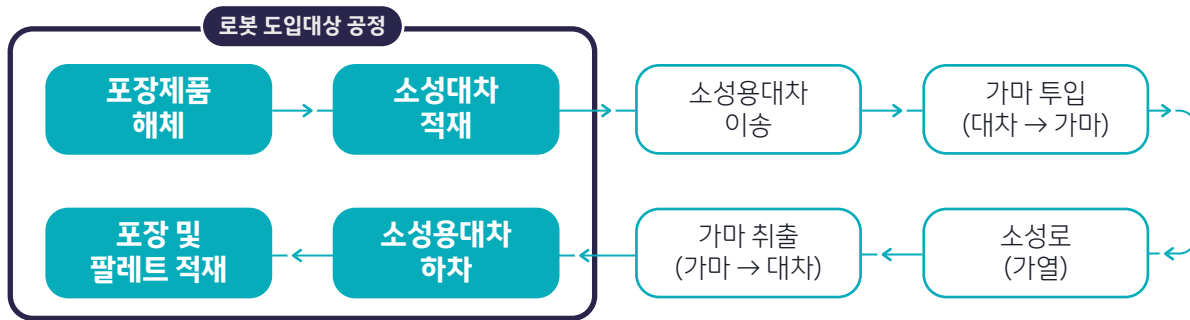 로봇 도입대상 공정
포장제품
해체
소성대차
적재
소성용대차
이송
가마 투입
(대차 → 가마)
소성로
(가열)
가마 취출
(가마 → 대차)
소성용대차
하차
포장 및
팔레트 적재